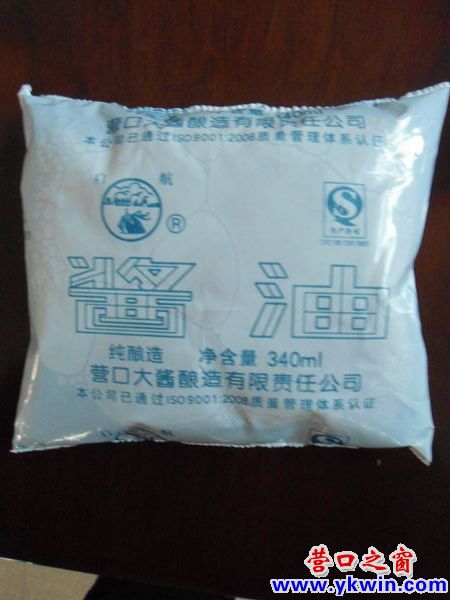 营口大酱酿造有限责任公司
本公司已通过ISO9001:2008质量管理体系认证
航
®
酱油
纯酿造 净含量 340ml
营口大酱酿造有限责任公司
本公司已通过ISO9001:2008质量管理体系认证
营口之窗
www.ykwin.com